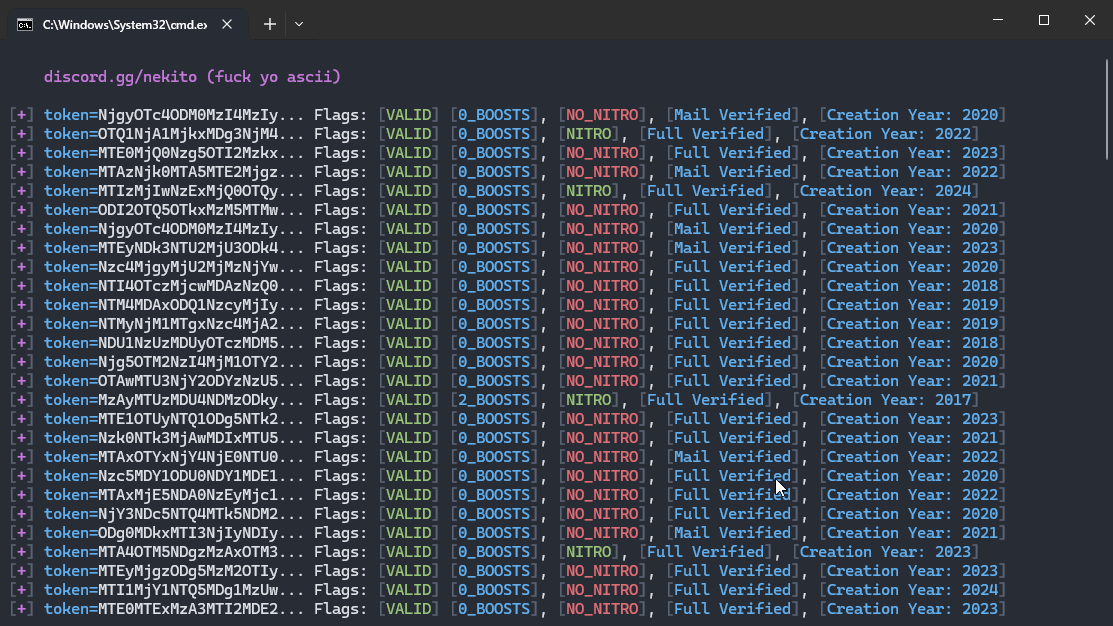 C:\Windows\System32\cmd.ex
discord.gg/nekito (fuck yo ascii)
[+] token=NjgyOTc4ODM0MzI4MzIy... Flags: [VALID] [0_BOOSTS], [NO_NITRO], [Mail Verified], [Creation Year: 2020]
[+] token=OTQ1NjA1MjkxMDg3NjM4... Flags: [VALID] [0_BOOSTS], [NITRO], [Full Verified], [Creation Year: 2022]
[+] token=MTE0MjQ0Nzg5OTI2Mzkx... Flags: [VALID] [0_BOOSTS], [NO_NITRO], [Full Verified], [Creation Year: 2023]
[+] token=MTAzNjk0MTA5MTE2Mjgz... Flags: [VALID] [0_BOOSTS], [NO_NITRO], [Mail Verified], [Creation Year: 2022]
[+] token=MTIzMjIwNzExMjQ0OTQy... Flags: [VALID] [0_BOOSTS], [NITRO], [Full Verified], [Creation Year: 2024]
[+] token=ODI2OTQ5OTkxMzM5MTMw... Flags: [VALID] [0_BOOSTS], [NO_NITRO], [Full Verified], [Creation Year: 2021]
[+] token=NjgyOTc4ODM0MzI4MzIy... Flags: [VALID] [0_BOOSTS], [NO_NITRO], [Mail Verified], [Creation Year: 2020]
[+] token=MTEyNDk3NTU2MjU3ODk4... Flags: [VALID] [0_BOOSTS], [NO_NITRO], [Mail Verified], [Creation Year: 2023]
[+] token=Nzc4MjgyMjU2MjMzNjYw... Flags: [VALID] [0_BOOSTS], [NO_NITRO], [Full Verified], [Creation Year: 2020]
[+] token=NTI4OTczMjcwMDAzNzQ0... Flags: [VALID] [0_BOOSTS], [NO_NITRO], [Full Verified], [Creation Year: 2018]
[+] token=NTM4MDAxODQ1NzcyMjIy... Flags: [VALID] [0_BOOSTS], [NO_NITRO], [Full Verified], [Creation Year: 2019]
[+] token=NTMyNjM1MTgxNzc4MjA2... Flags: [VALID] [0_BOOSTS], [NO_NITRO], [Full Verified], [Creation Year: 2019]
[+] token=NDU1NzUzMDUyOTczMDM5... Flags: [VALID] [0_BOOSTS], [NO_NITRO], [Full Verified], [Creation Year: 2018]
[+] token=Njg5OTM2NzI4MjM1OTY2... Flags: [VALID] [0_BOOSTS], [NO_NITRO], [Full Verified], [Creation Year: 2020]
[+] token=OTAwMTU3NjY2ODYzNzU5... Flags: [VALID] [0_BOOSTS], [NO_NITRO], [Full Verified], [Creation Year: 2021]
[+] token=MzAyMTUzMDU4NDMzODky... Flags: [VALID] [2_BOOSTS], [NITRO], [Full Verified], [Creation Year: 2017]
[+] token=MTE1OTUyNTQ1ODg5NTk2... Flags: [VALID] [0_BOOSTS], [NO_NITRO], [Full Verified], [Creation Year: 2023]
[+] token=Nzk0NTk3MjAwMDIxMTU5... Flags: [VALID] [0_BOOSTS], [NO_NITRO], [Full Verified], [Creation Year: 2021]
[+] token=MTAxOTYxNjY4NjE0NTU0... Flags: [VALID] [0_BOOSTS], [NO_NITRO], [Mail Verified], [Creation Year: 2022]
[+] token=Nzc5MDY1ODU0NDY1MDE1... Flags: [VALID] [0_BOOSTS], [NO_NITRO], [Full Verified], [Creation Year: 2020]
[+] token=MTAxMjE5NDA0NzEyMjc1... Flags: [VALID] [0_BOOSTS], [NO_NITRO], [Full Verified], [Creation Year: 2022]
[+] token=NjY3NDc5NTQ4MTk5NDM2... Flags: [VALID] [0_BOOSTS], [NO_NITRO], [Full Verified], [Creation Year: 2020]
[+] token=ODg0MDkxMTI3NjIyNDIy... Flags: [VALID] [0_BOOSTS], [NO_NITRO], [Mail Verified], [Creation Year: 2021]
[+] token=MTA4OTM5NDgzMzAxOTM3... Flags: [VALID] [0_BOOSTS], [NITRO], [Full Verified], [Creation Year: 2023]
[+] token=MTEyMjgzODg5MzM2OTIy... Flags: [VALID] [0_BOOSTS], [NO_NITRO], [Full Verified], [Creation Year: 2023]
[+] token=MTI1MjY1NTQ5MDg1MzUw... Flags: [VALID] [0_BOOSTS], [NO_NITRO], [Full Verified], [Creation Year: 2024]
[+] token=MTE0MTExMzA3MTI2MDE2... Flags: [VALID] [0_BOOSTS], [NO_NITRO], [Full Verified], [Creation Year: 2023]